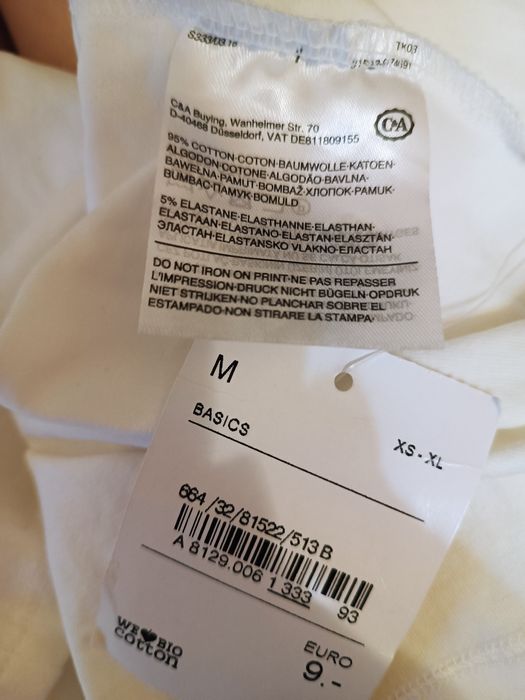 TK03
C&A Buying, Wanheimer Str. 70
D-40468 Düsseldorf, VAT DE811809155
C&A
95% COTTON·COTON·BAUMWOLLE·KATOEN·
ALGODON·COTONE·ALGODÃO·BAVLNA·
BAWEŁNA·PAMUT·BOMBAŽ·ХЛОПОК·PAMUK·
BUMBAC·ПАМУК·BOMULD
5% ELASTANE·ELASTHANNE·ELASTHAN·
ELASTAAN·ELASTANO·ELASTAN·ELASZTÁN·
ЭЛАСТАН·ELASTANSKO VLAKNO·ЕЛАСТАН
DO NOT IRON ON PRINT·NE PAS REPASSER
L'IMPRESSION·DRUCK NICHT BÜGELN·OPDRUK
NIET STRIJKEN·NO PLANCHAR SOBRE EL
ESTAMPADO·NON STIRARE LA STAMPA
M
BASICS
XS - XL
664/32/81522/513 B
A 8129.006 1 333 93
WE BIO
cotton
EURO
9.-